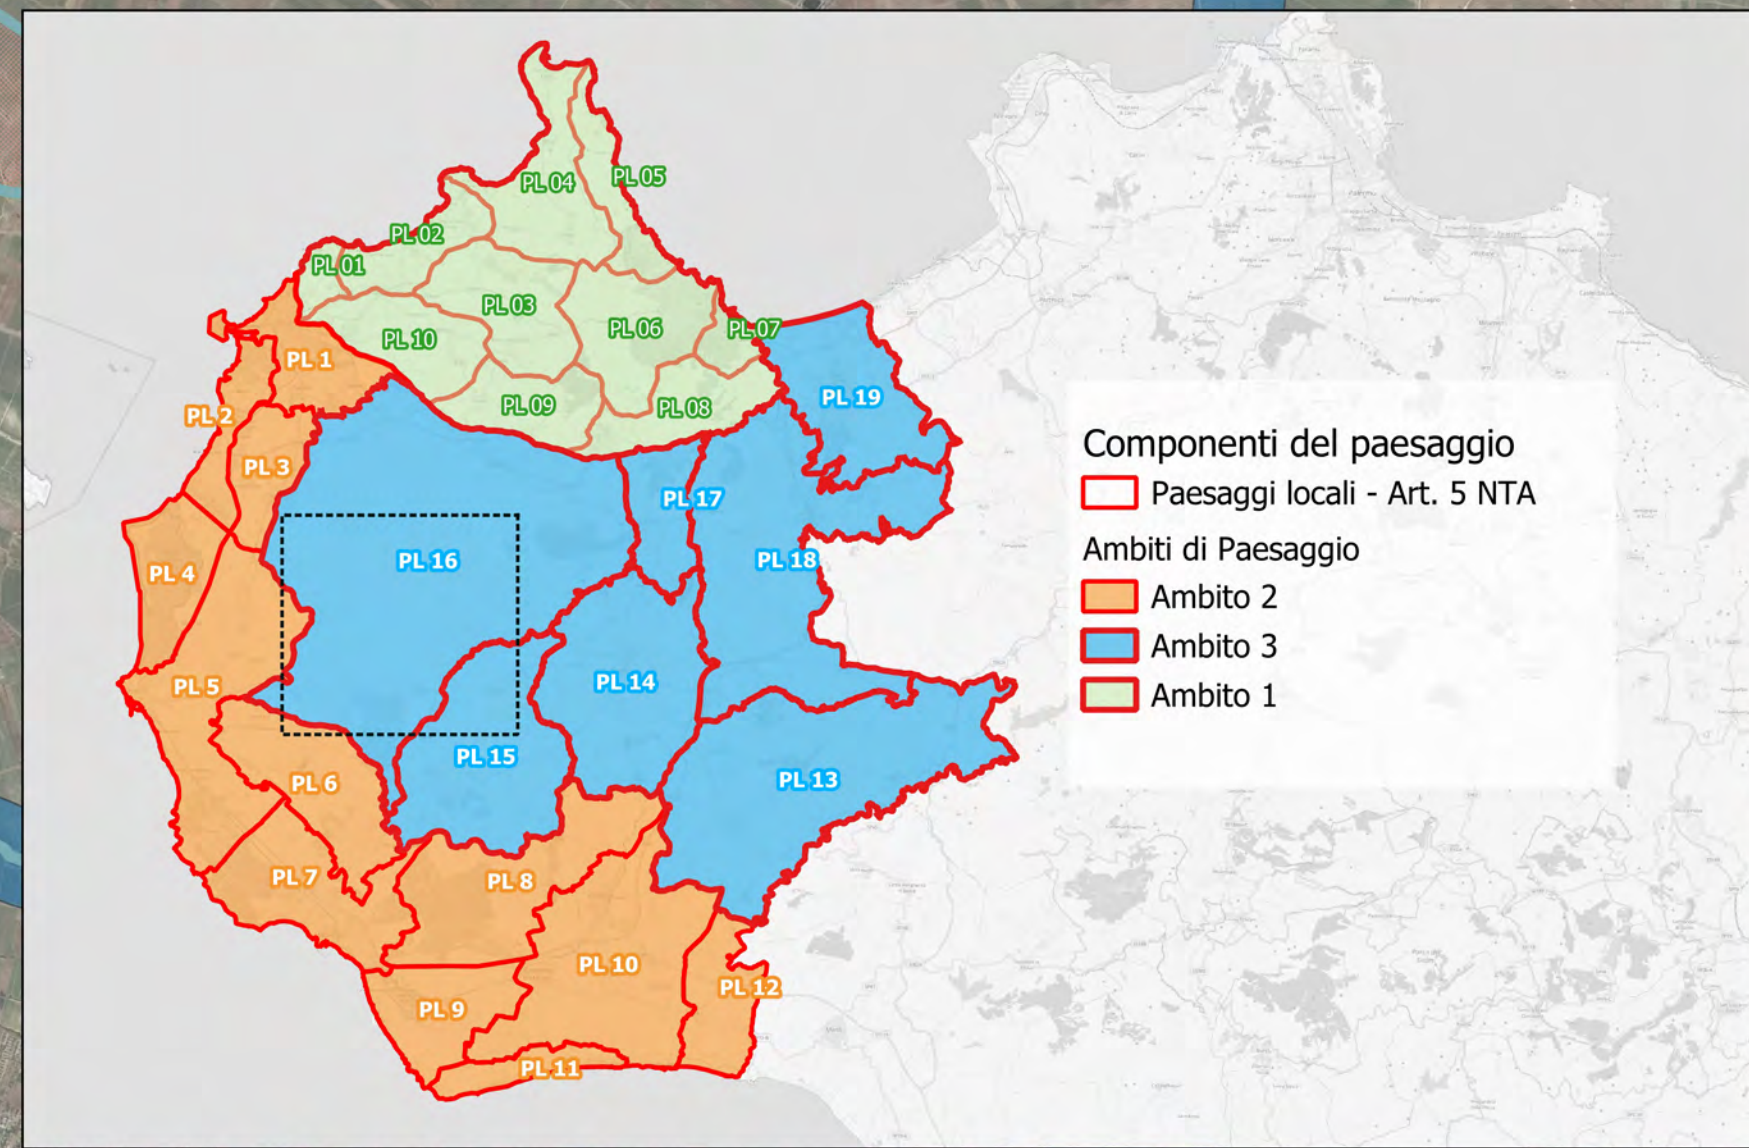 PL 04
PL 05
PL 02
PL 01
PL 03
PL 06
PL 07
PL 10
PL 1
PL 19
PL 2
PL 09
PL 08
PL 3
PL 17
PL 16
PL 18
PL 4
PL 5
PL 14
PL 15
PL 6
PL 13
PL 7
PL 8
PL 10
PL 12
PL 9
PL 11
Componenti del paesaggio
Paesaggi locali - Art. 5 NTA
Ambiti di Paesaggio
Ambito 2
Ambito 3
Ambito 1